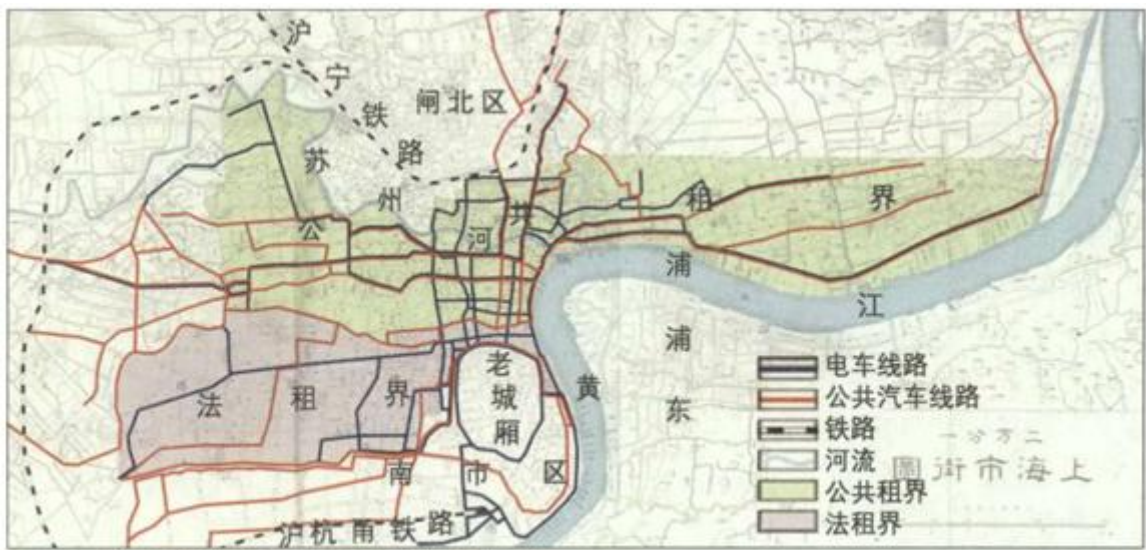 沪宁铁路
闸北区
苏州河
公共租界
浦东
黄浦江
法租界
老城厢
南市区
沪杭甬铁路
电车线路
公共汽车线路
铁路
河流
公共租界
法租界
一分万二
圖街市海上